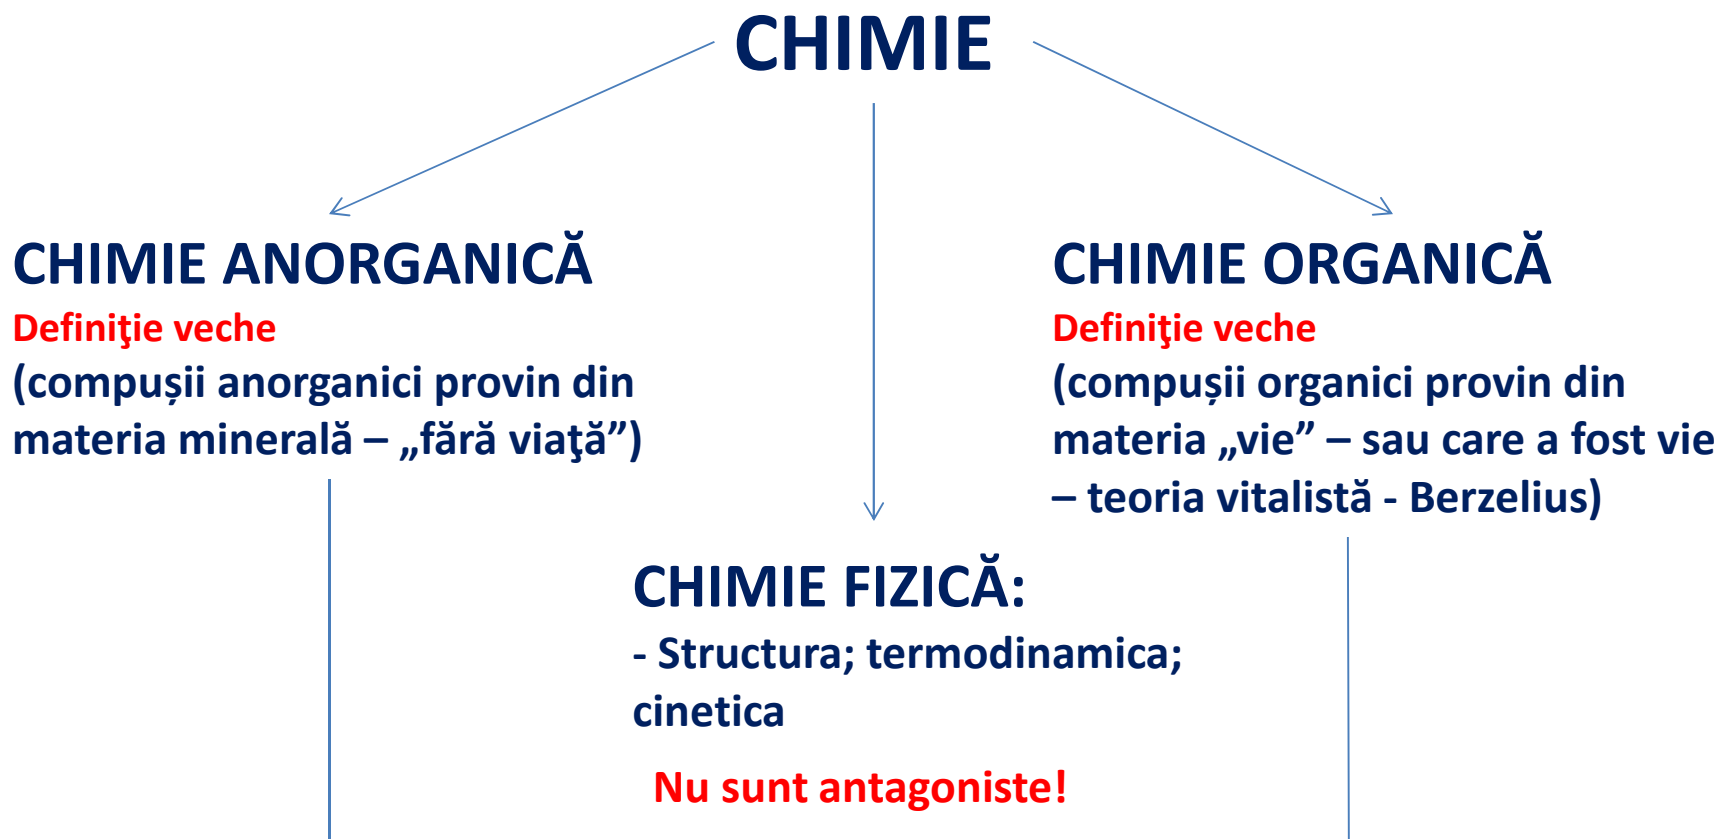 CHIMIE
CHIMIE ANORGANICĂ
Definiţie veche
(compușii anorganici provin din
materia minerală – „fără viaţă”)
CHIMIE ORGANICĂ
Definiţie veche
(compușii organici provin din
materia „vie” – sau care a fost vie
– teoria vitalistă - Berzelius)
CHIMIE FIZICĂ:
- Structura; termodinamica;
cinetica
Nu sunt antagoniste!